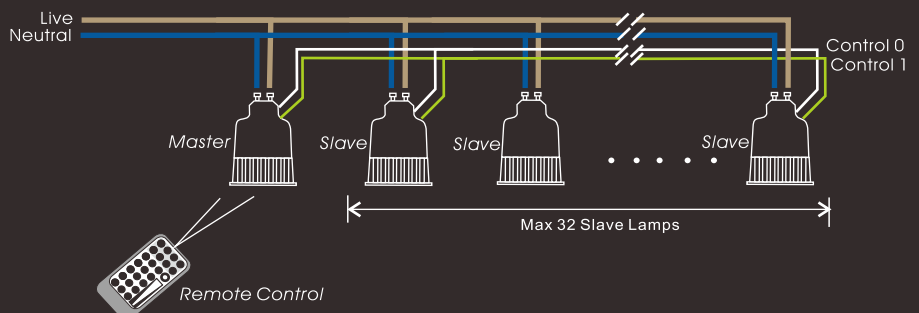 Live
Neutral
Control 0
Control 1
Master
Slave
Slave
Slave
Max 32 Slave Lamps
Remote Control